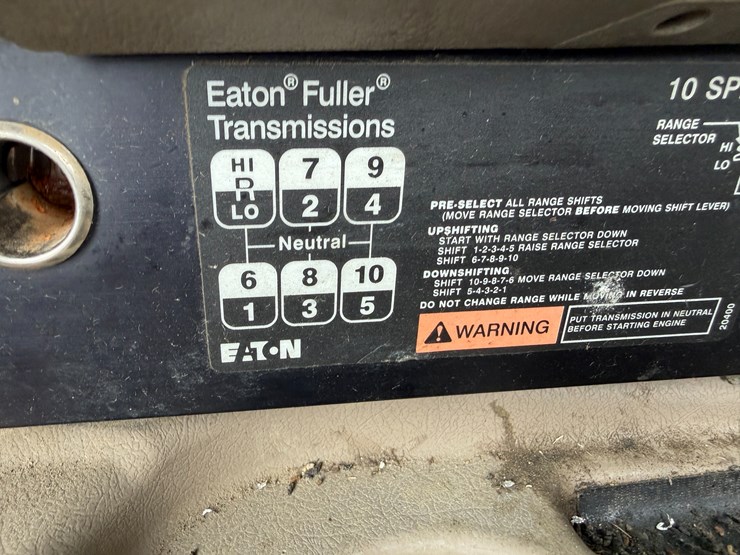 Eaton® Fuller®
Transmissions
10 SP
RANGE
SELECTOR
HI
LO
HI 7 9
R
LO 2 4
Neutral
6 8 10
1 3 5
EATON
PRE-SELECT ALL RANGE SHIFTS
(MOVE RANGE SELECTOR BEFORE MOVING SHIFT LEVER)
UPSHIFTING
START WITH RANGE SELECTOR DOWN
SHIFT 1-2-3-4-5 RAISE RANGE SELECTOR
SHIFT 6-7-8-9-10
DOWNSHIFTING
SHIFT 10-9-8-7-6 MOVE RANGE SELECTOR DOWN
SHIFT 5-4-3-2-1
DO NOT CHANGE RANGE WHILE MOVING IN REVERSE
WARNING
PUT TRANSMISSION IN NEUTRAL
BEFORE STARTING ENGINE
20400